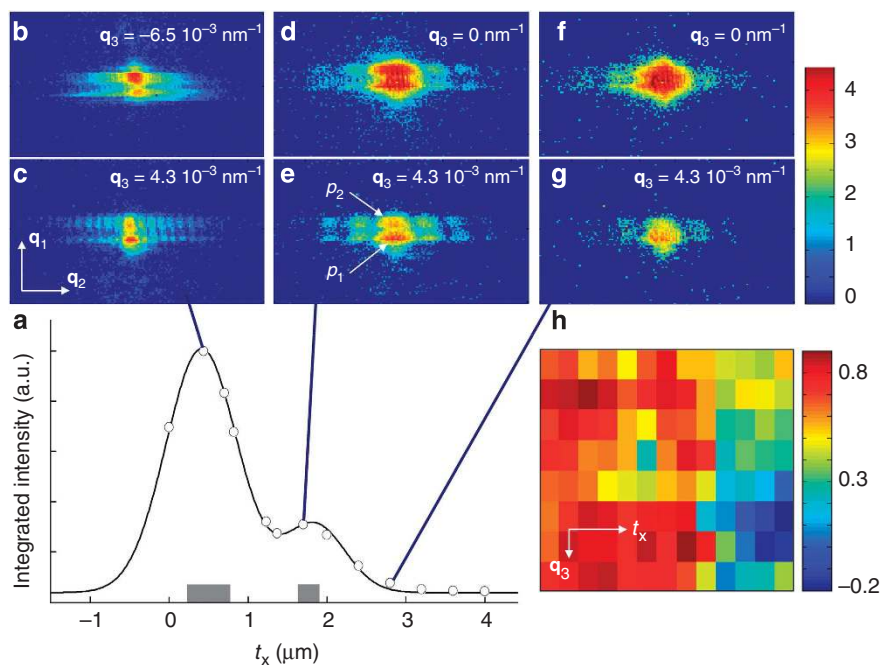 b q₃ = −6.5 10⁻³ nm⁻¹
d q₃ = 0 nm⁻¹
f q₃ = 0 nm⁻¹
c q₃ = 4.3 10⁻³ nm⁻¹
q₁
q₂
e q₃ = 4.3 10⁻³ nm⁻¹
p₂
p₁
g q₃ = 4.3 10⁻³ nm⁻¹
4
3
2
1
0
a
Integrated intensity (a.u.)
−1 0 1 2 3 4
tₓ (μm)
h
tₓ
q₃
0.8
0.3
−0.2